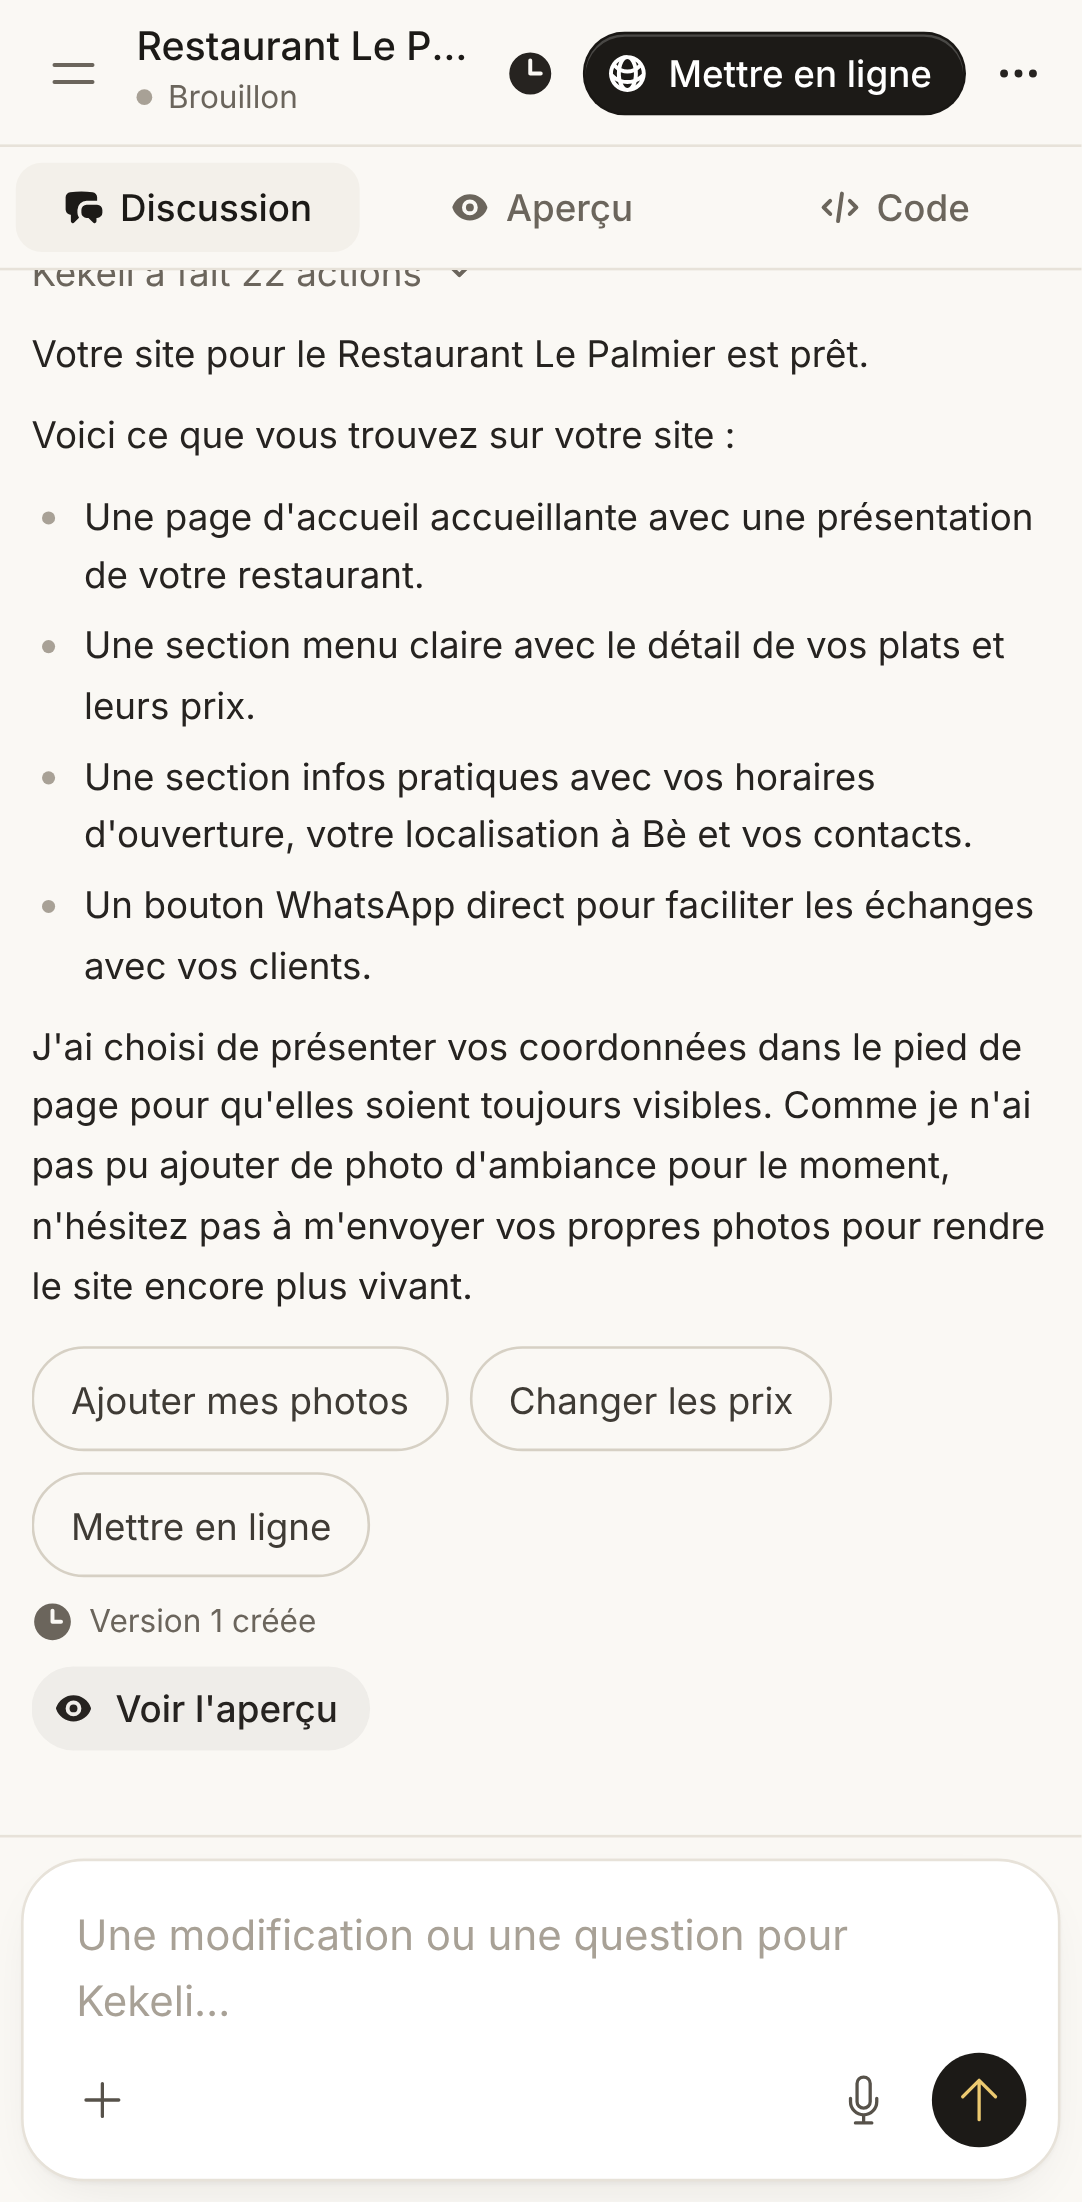 Restaurant Le P...
Brouillon
Mettre en ligne
Discussion
Aperçu
Code
Kekeli a fait 22 actions
Votre site pour le Restaurant Le Palmier est prêt.
Voici ce que vous trouvez sur votre site :
Une page d'accueil accueillante avec une présentation
de votre restaurant.
Une section menu claire avec le détail de vos plats et
leurs prix.
Une section infos pratiques avec vos horaires
d'ouverture, votre localisation à Bè et vos contacts.
Un bouton WhatsApp direct pour faciliter les échanges
avec vos clients.
J'ai choisi de présenter vos coordonnées dans le pied de
page pour qu'elles soient toujours visibles. Comme je n'ai
pas pu ajouter de photo d'ambiance pour le moment,
n'hésitez pas à m'envoyer vos propres photos pour rendre
le site encore plus vivant.
Ajouter mes photos
Changer les prix
Mettre en ligne
Version 1 créée
Voir l'aperçu
Une modification ou une question pour
Kekeli...